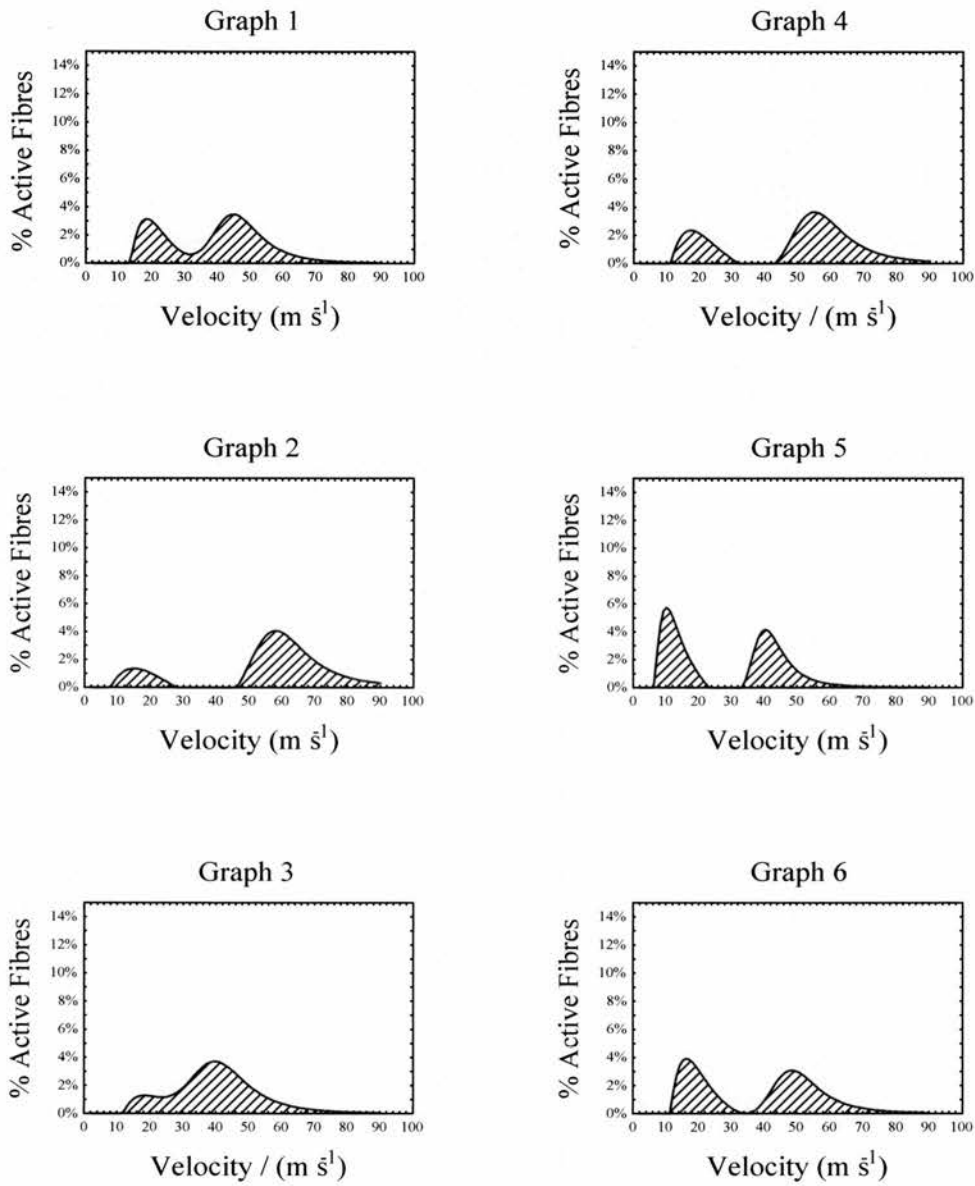 Graph 1
14%
12%
10%
8%
6%
4%
2%
0%
% Active Fibres
0 10 20 30 40 50 60 70 80 90 100
Velocity (m s̄¹)
Graph 4
14%
12%
10%
8%
6%
4%
2%
0%
% Active Fibres
0 10 20 30 40 50 60 70 80 90 100
Velocity / (m s̄¹)
Graph 2
14%
12%
10%
8%
6%
4%
2%
0%
% Active Fibres
0 10 20 30 40 50 60 70 80 90 100
Velocity (m s̄¹)
Graph 5
14%
12%
10%
8%
6%
4%
2%
0%
% Active Fibres
0 10 20 30 40 50 60 70 80 90 100
Velocity (m s̄¹)
Graph 3
14%
12%
10%
8%
6%
4%
2%
0%
% Active Fibres
0 10 20 30 40 50 60 70 80 90 100
Velocity / (m s̄¹)
Graph 6
14%
12%
10%
8%
6%
4%
2%
0%
% Active Fibres
0 10 20 30 40 50 60 70 80 90 100
Velocity (m s̄¹)